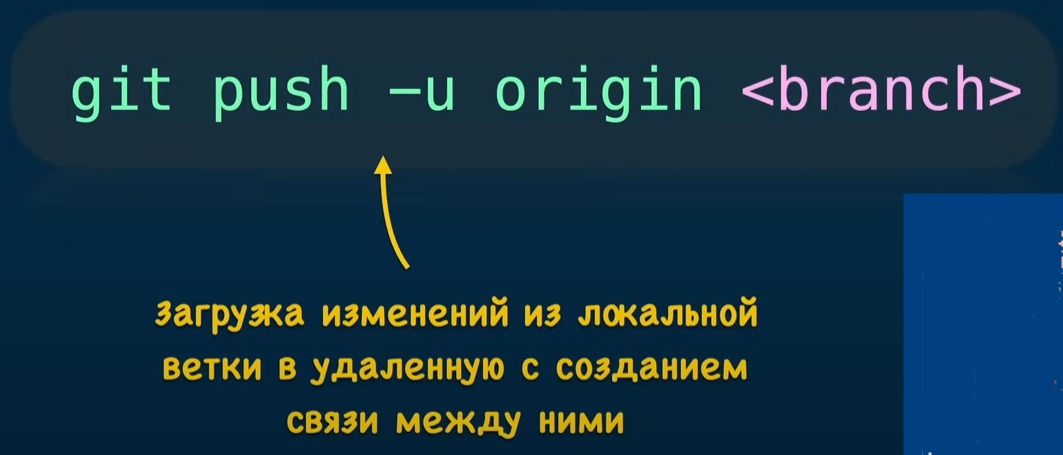 git push -u origin <branch>
загрузка изменений из локальной
ветки в удаленную с созданием
связи между ними